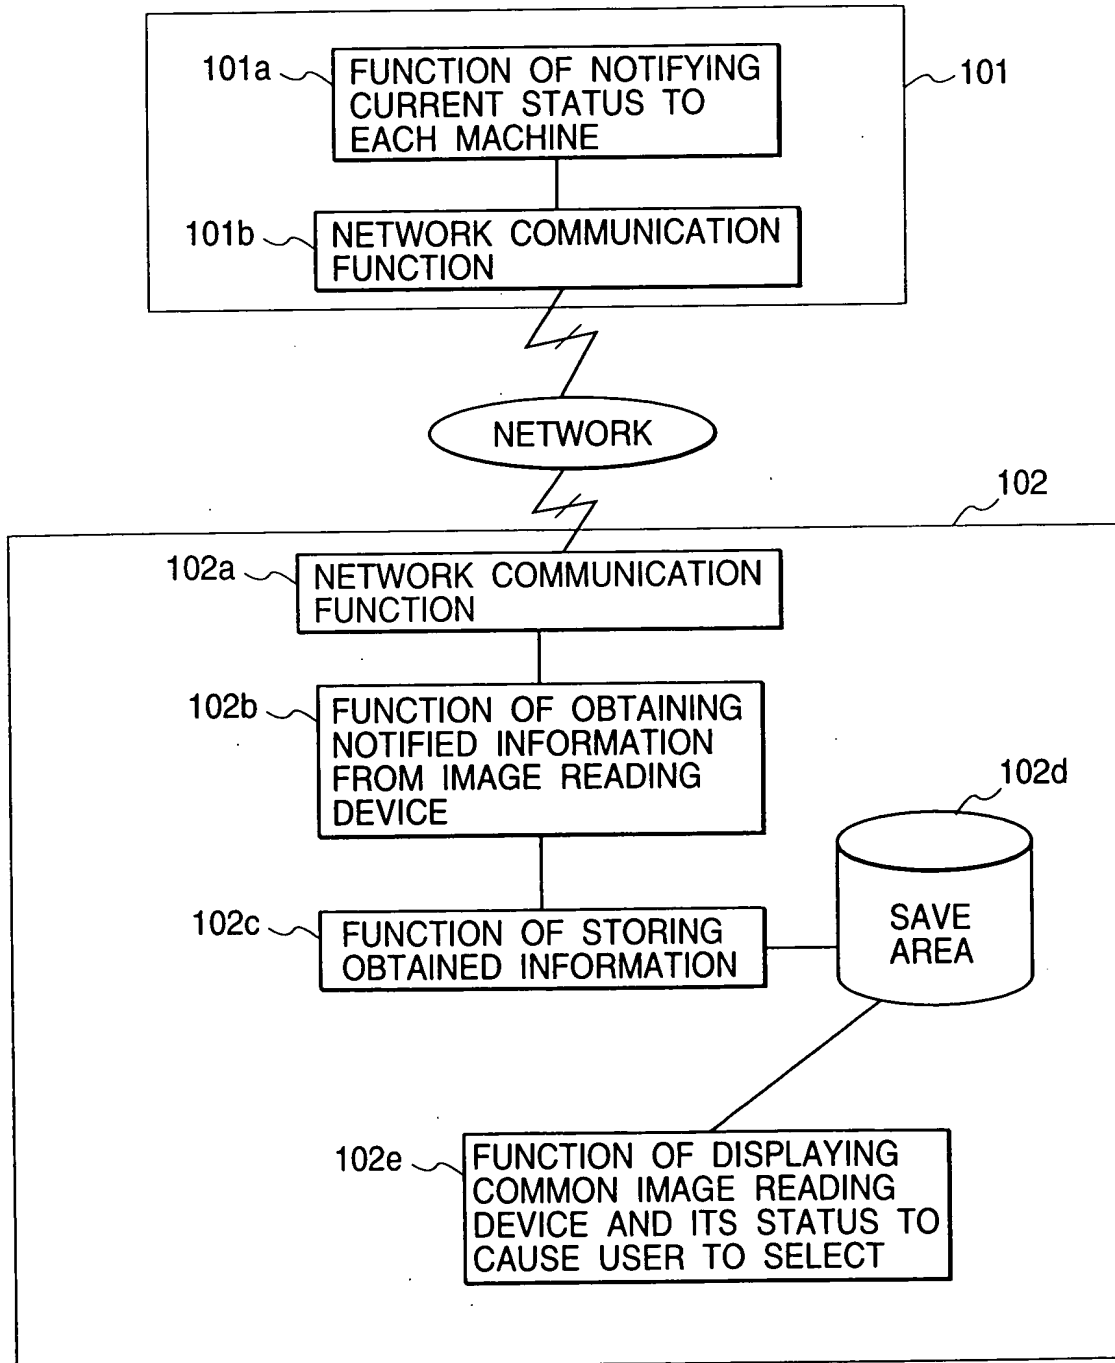 101a
FUNCTION OF NOTIFYING
CURRENT STATUS TO
EACH MACHINE
101
101b
NETWORK COMMUNICATION
FUNCTION
NETWORK
102
102a
NETWORK COMMUNICATION
FUNCTION
102b
FUNCTION OF OBTAINING
NOTIFIED INFORMATION
FROM IMAGE READING
DEVICE
102d
102c
FUNCTION OF STORING
OBTAINED INFORMATION
SAVE
AREA
102e
FUNCTION OF DISPLAYING
COMMON IMAGE READING
DEVICE AND ITS STATUS TO
CAUSE USER TO SELECT